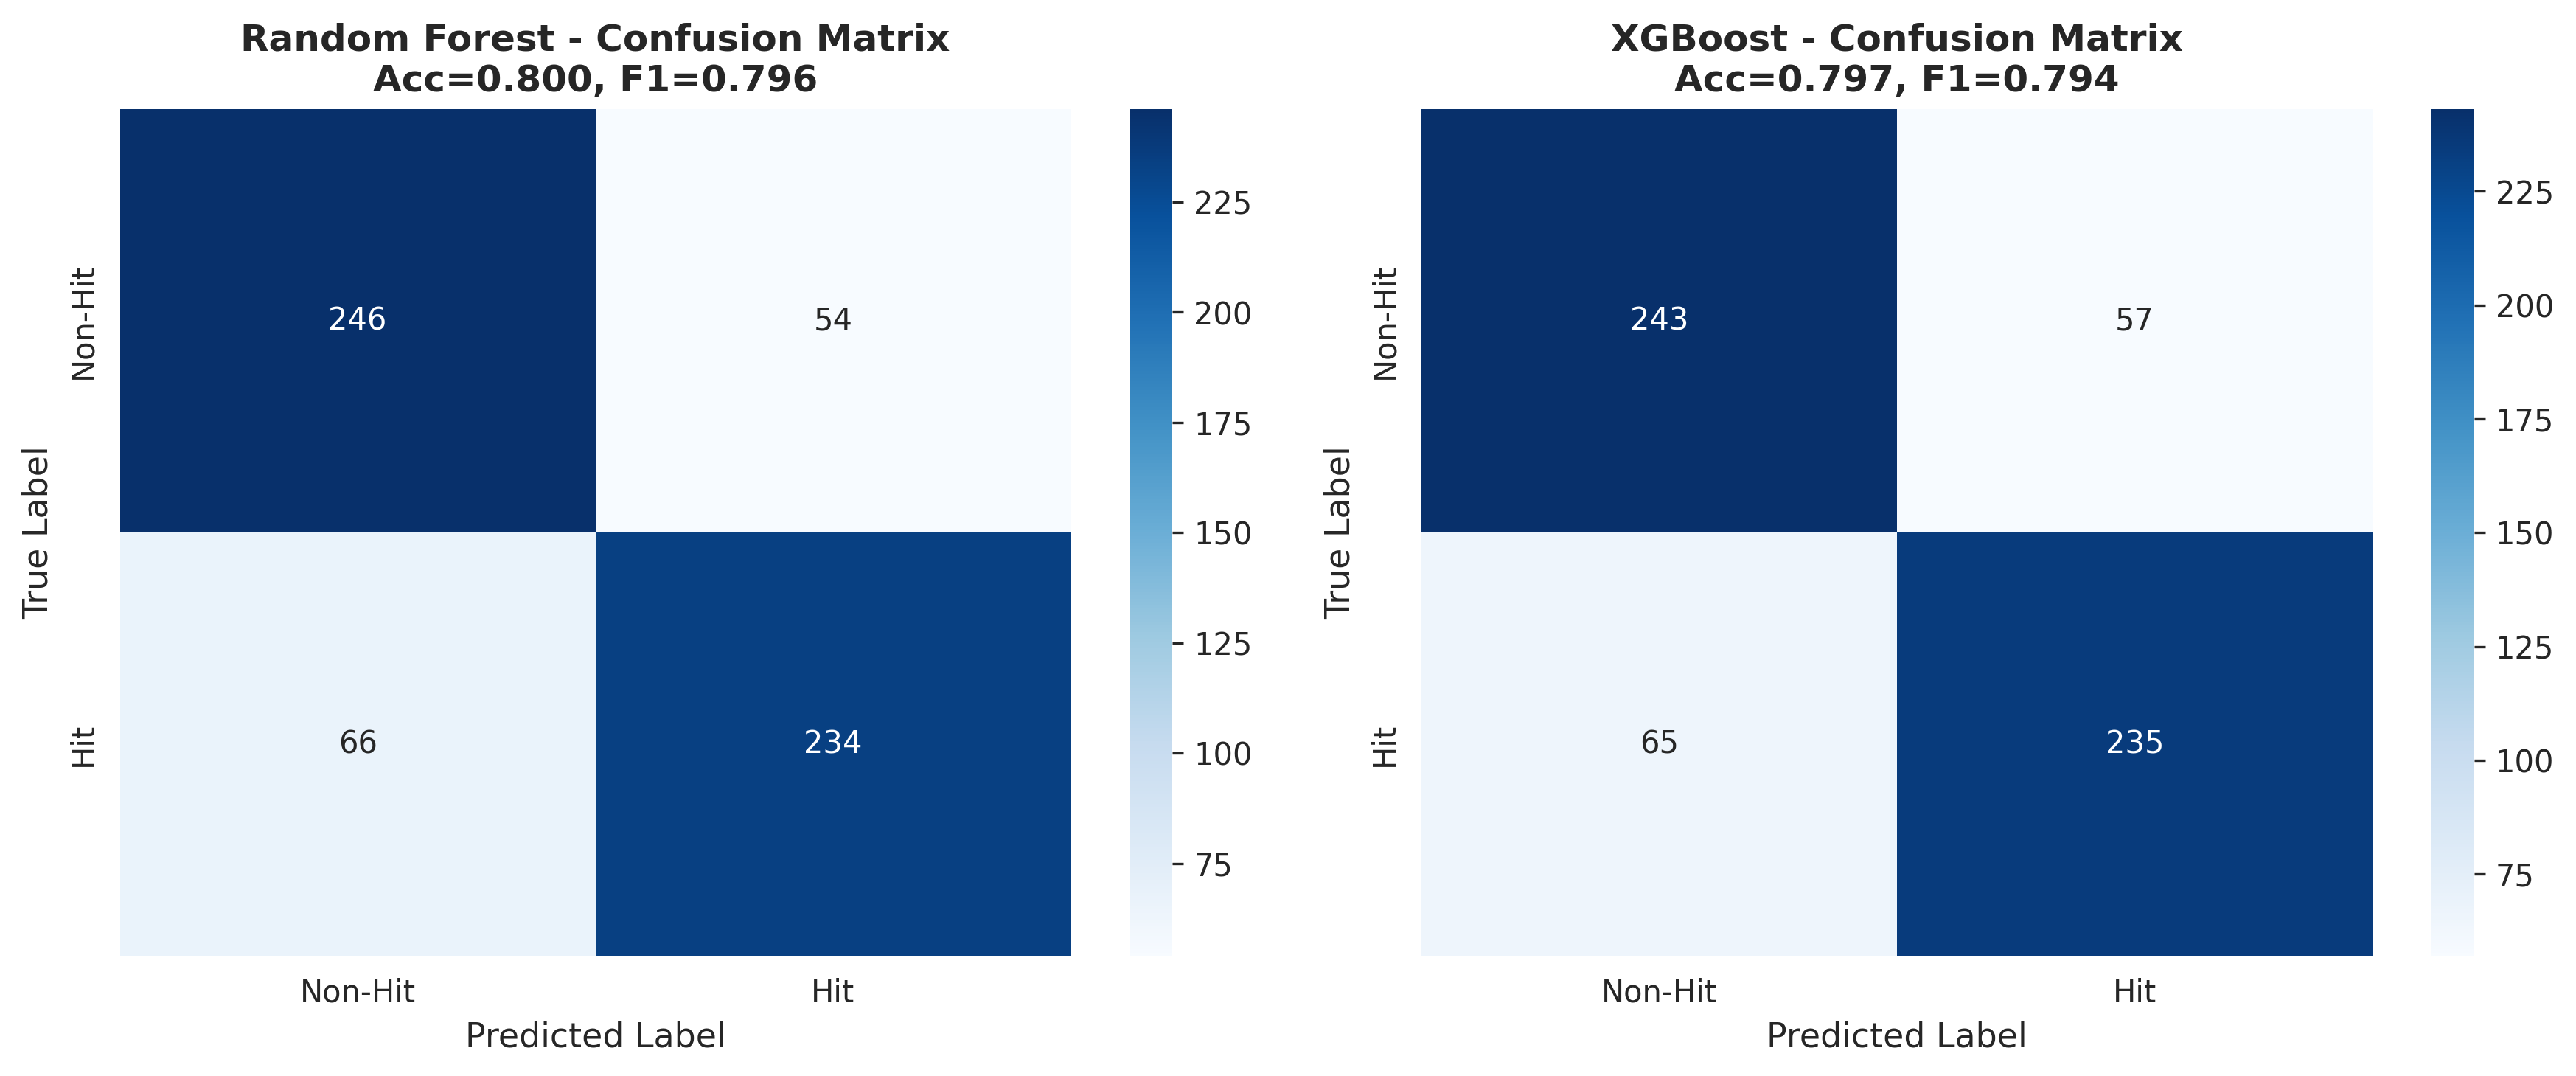 Random Forest - Confusion Matrix
Acc=0.800, F1=0.796
True Label
Non-Hit
Hit
246
54
66
234
Non-Hit
Hit
Predicted Label
225
200
175
150
125
100
75
XGBoost - Confusion Matrix
Acc=0.797, F1=0.794
True Label
Non-Hit
Hit
243
57
65
235
Non-Hit
Hit
Predicted Label
225
200
175
150
125
100
75